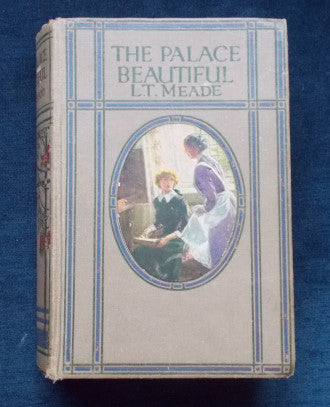 THE PALACE
BEAUTIFUL
L.T. MEADE